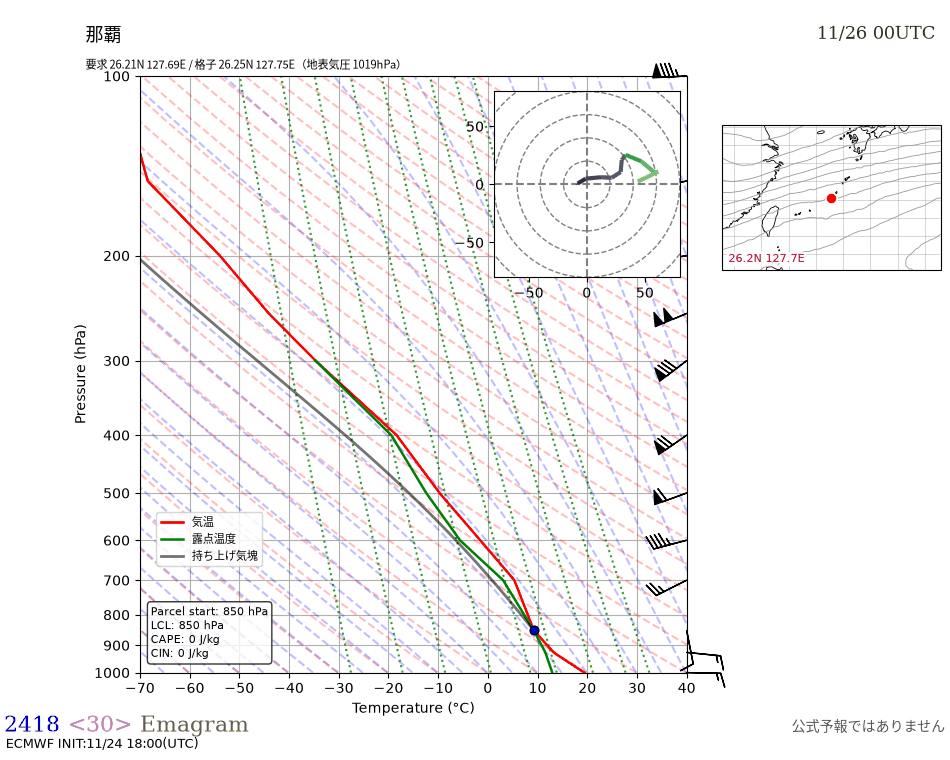 那覇
11/26 00UTC
要求 26.21N 127.69E / 格子 26.25N 127.75E（地表気圧 1019hPa）
100
200
300
400
500
600
700
800
900
1000
Pressure (hPa)
50
0
−50
−50 0 50
26.2N 127.7E
気温
露点温度
持ち上げ気塊
Parcel start: 850 hPa
LCL: 850 hPa
CAPE: 0 J/kg
CIN: 0 J/kg
−70 −60 −50 −40 −30 −20 −10 0 10 20 30 40
Temperature (°C)
2418 <30> Emagram
公式予報ではありません
ECMWF INIT:11/24 18:00(UTC)